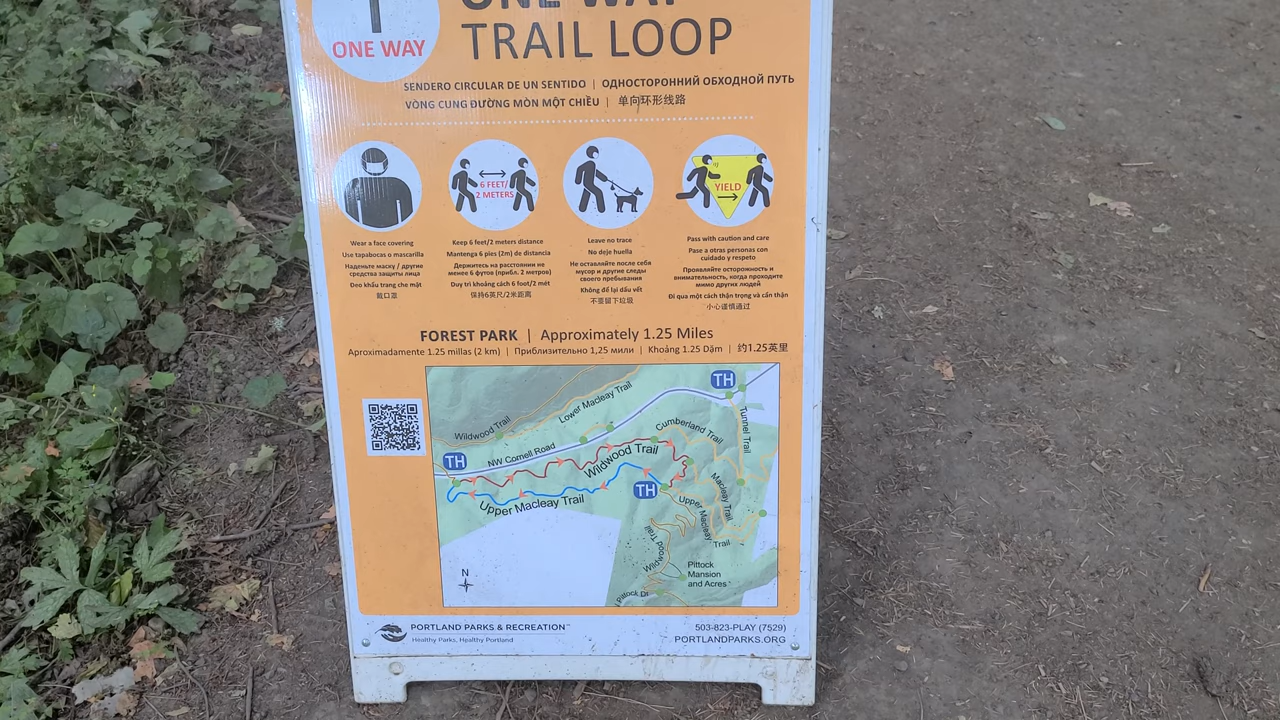 ONE WAY
ONE WAY
TRAIL LOOP
SENDERO CIRCULAR DE UN SENTIDO | ОДНОСТОРОННИЙ ОБХОДНОЙ ПУТЬ
VÒNG CUNG ĐƯỜNG MÒN MỘT CHIỀU | 单向环形线路
6 FEET/
2 METERS
YIELD
Wear a face covering
Use tapabocas o mascarilla
Наденьте маску / другие
средства защиты лица
Đeo khẩu trang che mặt
戴口罩
Keep 6 feet/2 meters distance
Mantenga 6 pies (2m) de distancia
Держитесь на расстоянии не
менее 6 футов (прибл. 2 метров)
Duy trì khoảng cách 6 foot/2 mét
保持6英尺/2米距离
Leave no trace
No deje huella
Не оставляйте после себя
мусор и другие следы
своего пребывания
Không để lại dấu vết
不要留下垃圾
Pass with caution and care
Pase a otras personas con
cuidado y respeto
Проявляйте осторожность и
внимательность, когда проходите
мимо других людей
Đi qua một cách thận trọng và cẩn thận
小心谨慎通过
FOREST PARK | Approximately 1.25 Miles
Aproximadamente 1.25 millas (2 km) | Приблизительно 1,25 мили | Khoảng 1.25 Dặm | 约1.25英里
TH
Lower Macleay Trail
Wildwood Trail
Tunnel Trail
Cumberland Trail
NW Cornell Road
TH
Wildwood Trail
Macleay Trail
TH
Upper Macleay Trail
Upper Macleay
Trail
Wildwood
Trail
Pittock
Mansion
and Acres
N
Pittock Dr
PORTLAND PARKS & RECREATION
Healthy Parks, Healthy Portland
503-823-PLAY (7529)
PORTLANDPARKS.ORG